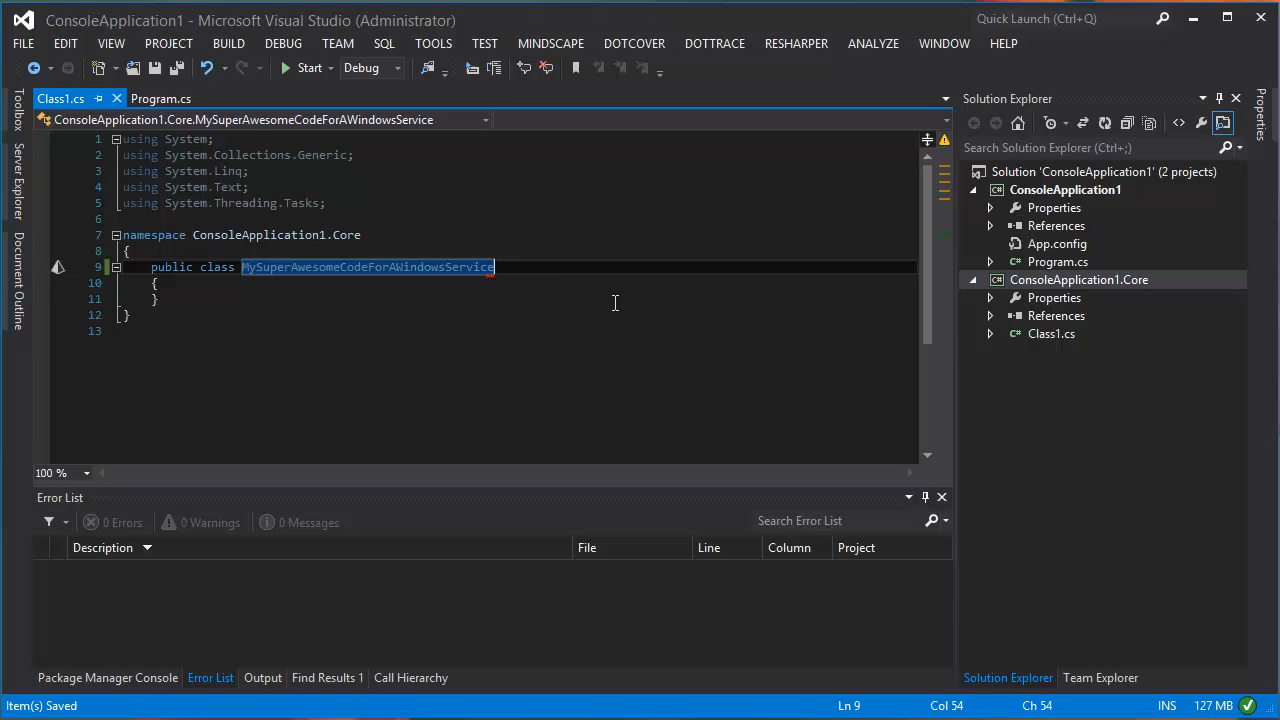 ConsoleApplication1 - Microsoft Visual Studio (Administrator)
Quick Launch (Ctrl+Q)
FILE EDIT VIEW PROJECT BUILD DEBUG TEAM SQL TOOLS TEST MINDSCAPE DOTCOVER DOTTRACE RESHARPER ANALYZE WINDOW HELP
Start Debug
Toolbox
Server Explorer
Document Outline
Class1.cs Program.cs
ConsoleApplication1.Core.MySuperAwesomeCodeForAWindowsService
1 using System;
2 using System.Collections.Generic;
3 using System.Linq;
4 using System.Text;
5 using System.Threading.Tasks;
6
7 namespace ConsoleApplication1.Core
8 {
9 public class MySuperAwesomeCodeForAWindowsService
10 {
11 }
12 }
13
100 %
Error List
0 Errors 0 Warnings 0 Messages
Search Error List
Description File Line Column Project
Package Manager Console Error List Output Find Results 1 Call Hierarchy
Solution Explorer
Search Solution Explorer (Ctrl+;)
Solution 'ConsoleApplication1' (2 projects)
C# ConsoleApplication1
Properties
References
App.config
C# Program.cs
C# ConsoleApplication1.Core
Properties
References
C# Class1.cs
Solution Explorer Team Explorer
Properties
Item(s) Saved Ln 9 Col 54 Ch 54 INS 127 MB